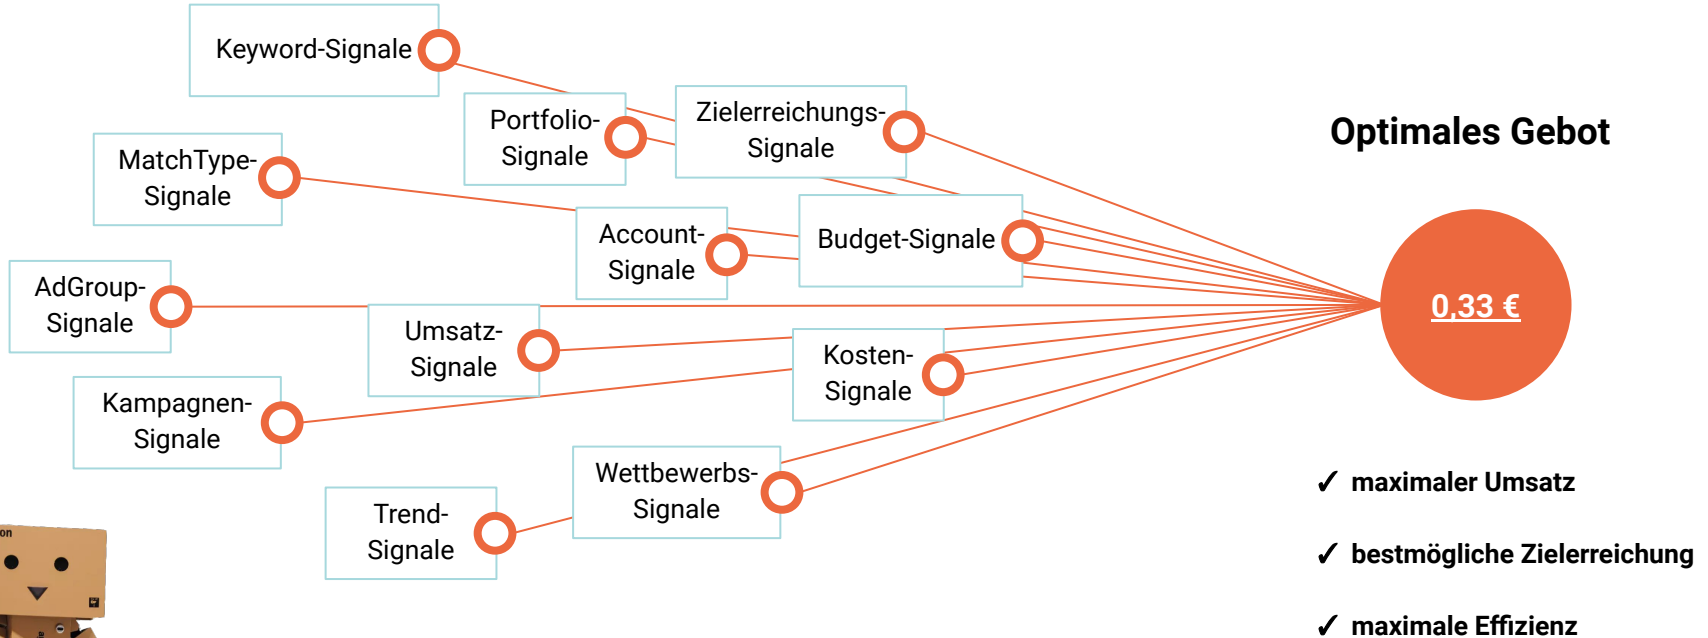 Keyword-Signale
Portfolio-
Signale
Zielerreichungs-
Signale
Optimales Gebot
MatchType-
Signale
Account-
Signale
Budget-Signale
AdGroup-
Signale
0,33 €
Umsatz-
Signale
Kosten-
Signale
Kampagnen-
Signale
Wettbewerbs-
Signale
Trend-
Signale
✓ maximaler Umsatz
✓ bestmögliche Zielerreichung
✓ maximale Effizienz
on